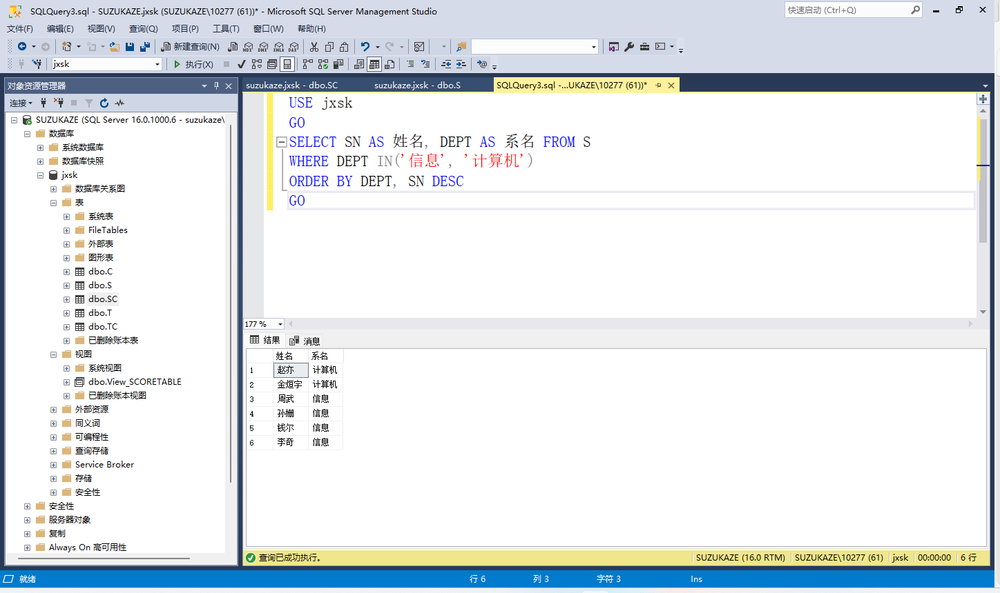 SQLQuery3.sql - SUZUKAZE.jxsk (SUZUKAZE\10277 (61))* - Microsoft SQL Server Management Studio
快速启动 (Ctrl+Q)
文件(F) 编辑(E) 视图(V) 查询(Q) 项目(P) 工具(T) 窗口(W) 帮助(H)
新建查询(N) MDX DMX XMLA DAX
jxsk 执行(X)
对象资源管理器
连接
SUZUKAZE (SQL Server 16.0.1000.6 - suzukaze\
数据库
系统数据库
数据库快照
jxsk
数据库关系图
表
系统表
FileTables
外部表
图形表
dbo.C
dbo.S
dbo.SC
dbo.T
dbo.TC
已删除账本表
视图
系统视图
dbo.View_SCORETABLE
已删除账本视图
外部资源
同义词
可编程性
查询存储
Service Broker
存储
安全性
安全性
服务器对象
复制
Always On 高可用性
suzukaze.jxsk - dbo.SC suzukaze.jxsk - dbo.S SQLQuery3.sql -...UKAZE\10277 (61))*
USE jxsk
GO
SELECT SN AS 姓名, DEPT AS 系名 FROM S
WHERE DEPT IN('信息', '计算机')
ORDER BY DEPT, SN DESC
GO
177 %
结果 消息
姓名 系名
1 赵亦 计算机
2 金烜宇 计算机
3 周武 信息
4 孙姗 信息
5 钱尔 信息
6 李奇 信息
查询已成功执行。 SUZUKAZE (16.0 RTM) SUZUKAZE\10277 (61) jxsk 00:00:00 6 行
就绪 行 6 列 3 字符 3 Ins